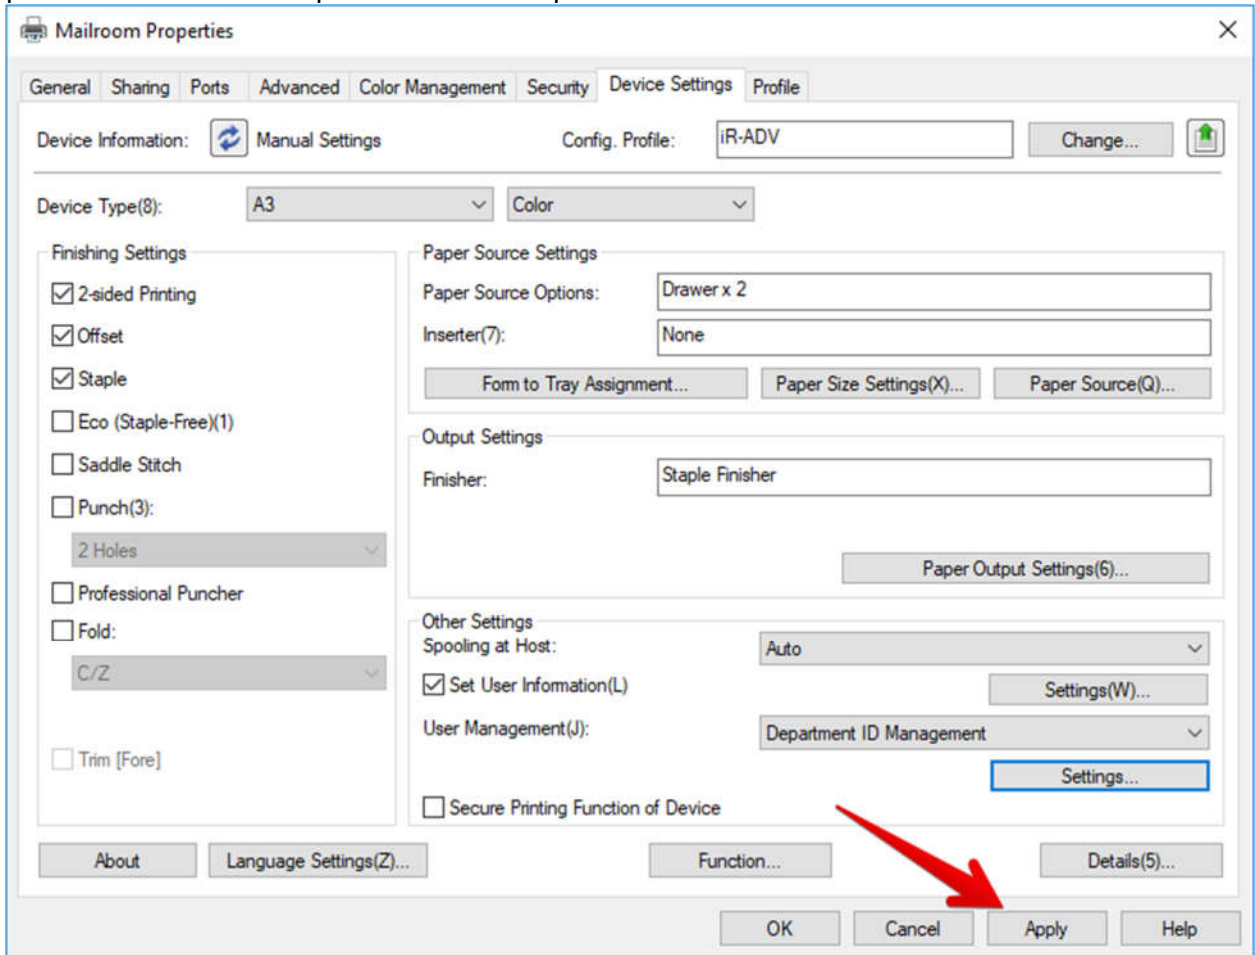 Mailroom Properties
General Sharing Ports Advanced Color Management Security Device Settings Profile
Device Information: Manual Settings Config. Profile: iR-ADV Change...
Device Type(8): A3 Color
Finishing Settings
2-sided Printing
Offset
Staple
Eco (Staple-Free)(1)
Saddle Stitch
Punch(3):
2 Holes
Professional Puncher
Fold:
C/Z
Trim [Fore]
Paper Source Settings
Paper Source Options: Drawer x 2
Inserter(7): None
Form to Tray Assignment... Paper Size Settings(X)... Paper Source(Q)...
Output Settings
Finisher: Staple Finisher
Paper Output Settings(6)...
Other Settings
Spooling at Host: Auto
Set User Information(L) Settings(W)...
User Management(J): Department ID Management
Settings...
Secure Printing Function of Device
About Language Settings(Z)... Function... Details(5)...
OK Cancel Apply Help